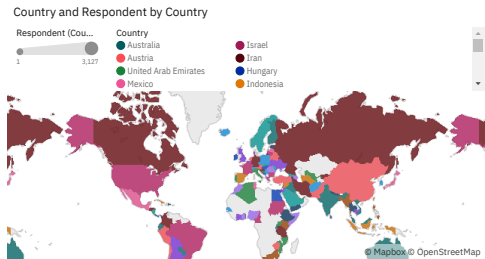 Country and Respondent by Country
Respondent (Cou...
1
3,127
Country
Australia
Austria
United Arab Emirates
Mexico
Israel
Iran
Hungary
Indonesia
© Mapbox © OpenStreetMap